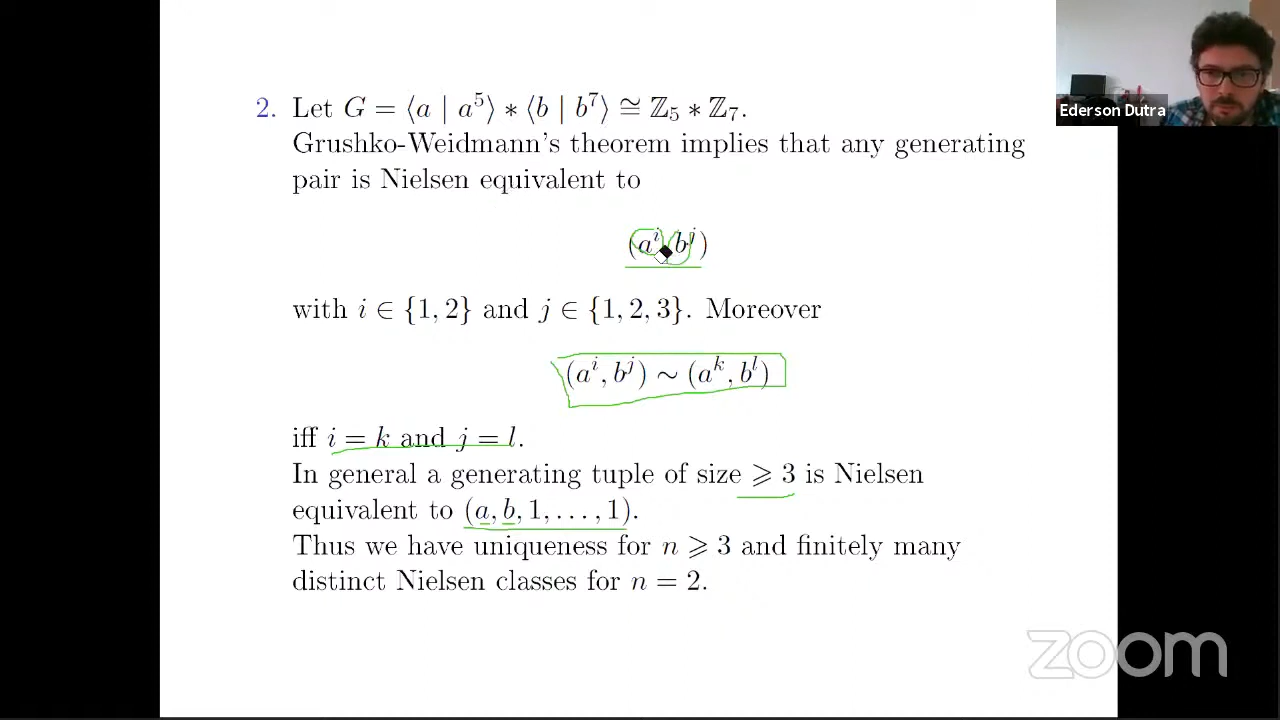 2. Let G = ⟨a | a⁵⟩ ∗ ⟨b | b⁷⟩ ≅ ℤ₅ ∗ ℤ₇.
Grushko-Weidmann's theorem implies that any generating
pair is Nielsen equivalent to
(aⁱ, bʲ)
with i ∈ {1, 2} and j ∈ {1, 2, 3}. Moreover
(aⁱ, bʲ) ∼ (aᵏ, bˡ)
iff i = k and j = l.
In general a generating tuple of size ⩾ 3 is Nielsen
equivalent to (a, b, 1, . . . , 1).
Thus we have uniqueness for n ⩾ 3 and finitely many
distinct Nielsen classes for n = 2.
Ederson Dutra
zoom